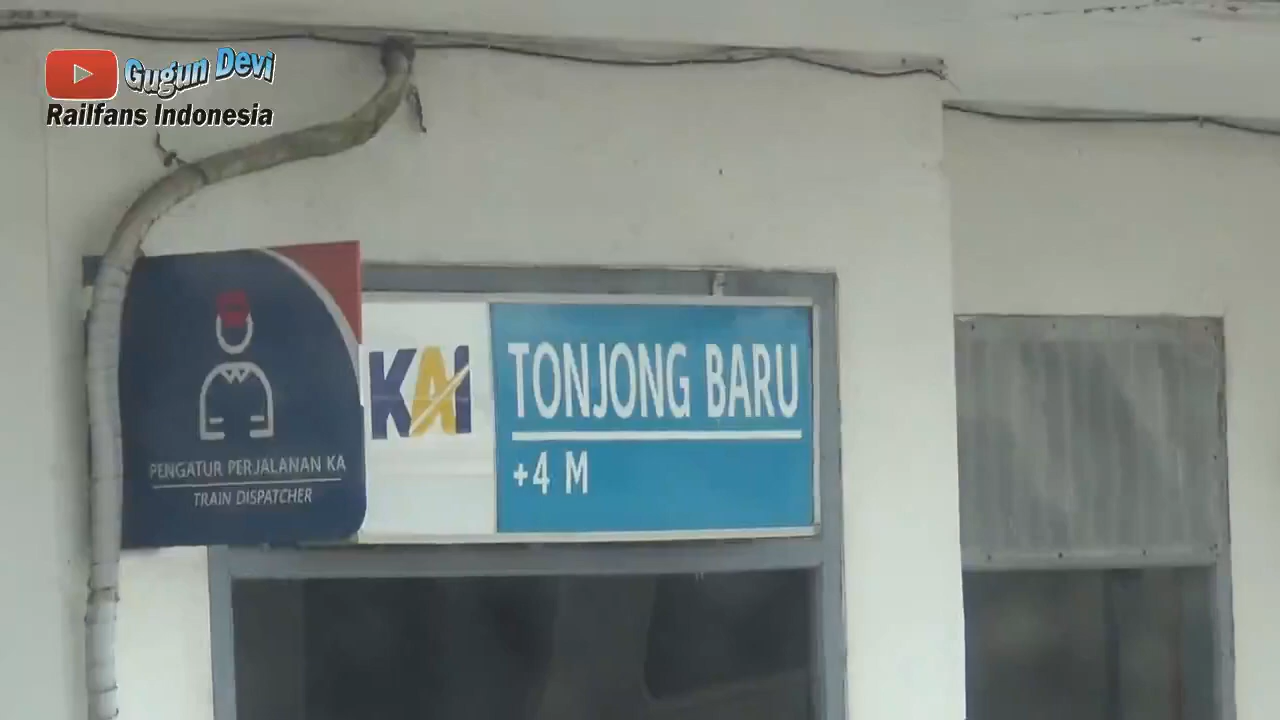 Gugun Devi
Railfans Indonesia
PENGATUR PERJALANAN KA
TRAIN DISPATCHER
KAI
TONJONG BARU
+4 M